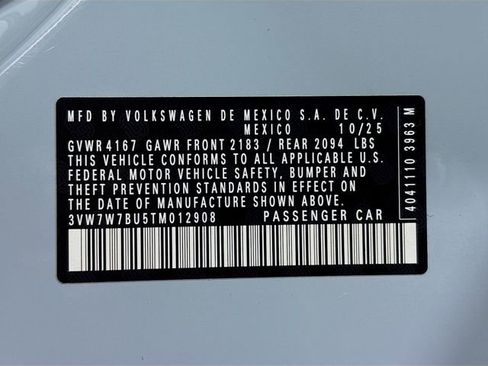 MFD BY VOLKSWAGEN DE MEXICO S.A. DE C.V.
MEXICO 10/25
GVWR 4167 GAWR FRONT 2183 / REAR 2094 LBS
THIS VEHICLE CONFORMS TO ALL APPLICABLE U.S.
FEDERAL MOTOR VEHICLE SAFETY, BUMPER AND
THEFT PREVENTION STANDARDS IN EFFECT ON
THE DATE OF MANUFACTURE SHOWN ABOVE.
3VW7W7BU5TM012908 PASSENGER CAR
4041110 3963 M